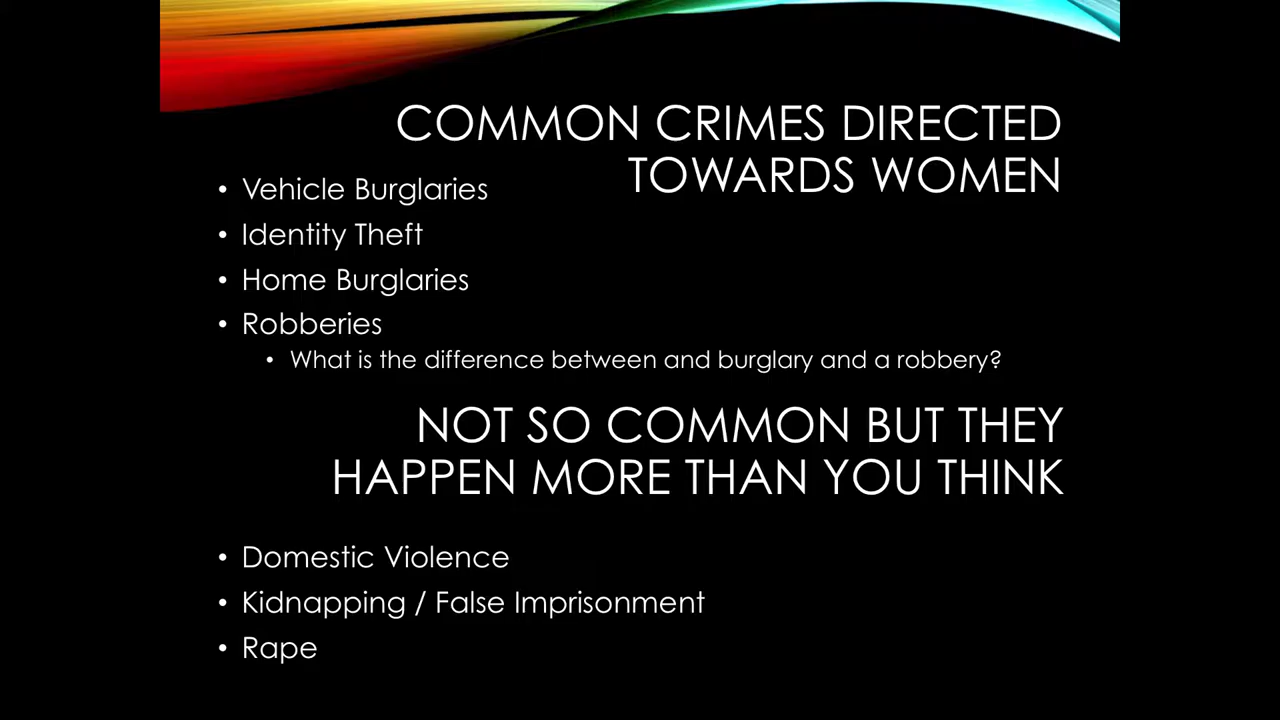 COMMON CRIMES DIRECTED
TOWARDS WOMEN
• Vehicle Burglaries
• Identity Theft
• Home Burglaries
• Robberies
• What is the difference between and burglary and a robbery?
NOT SO COMMON BUT THEY
HAPPEN MORE THAN YOU THINK
• Domestic Violence
• Kidnapping / False Imprisonment
• Rape